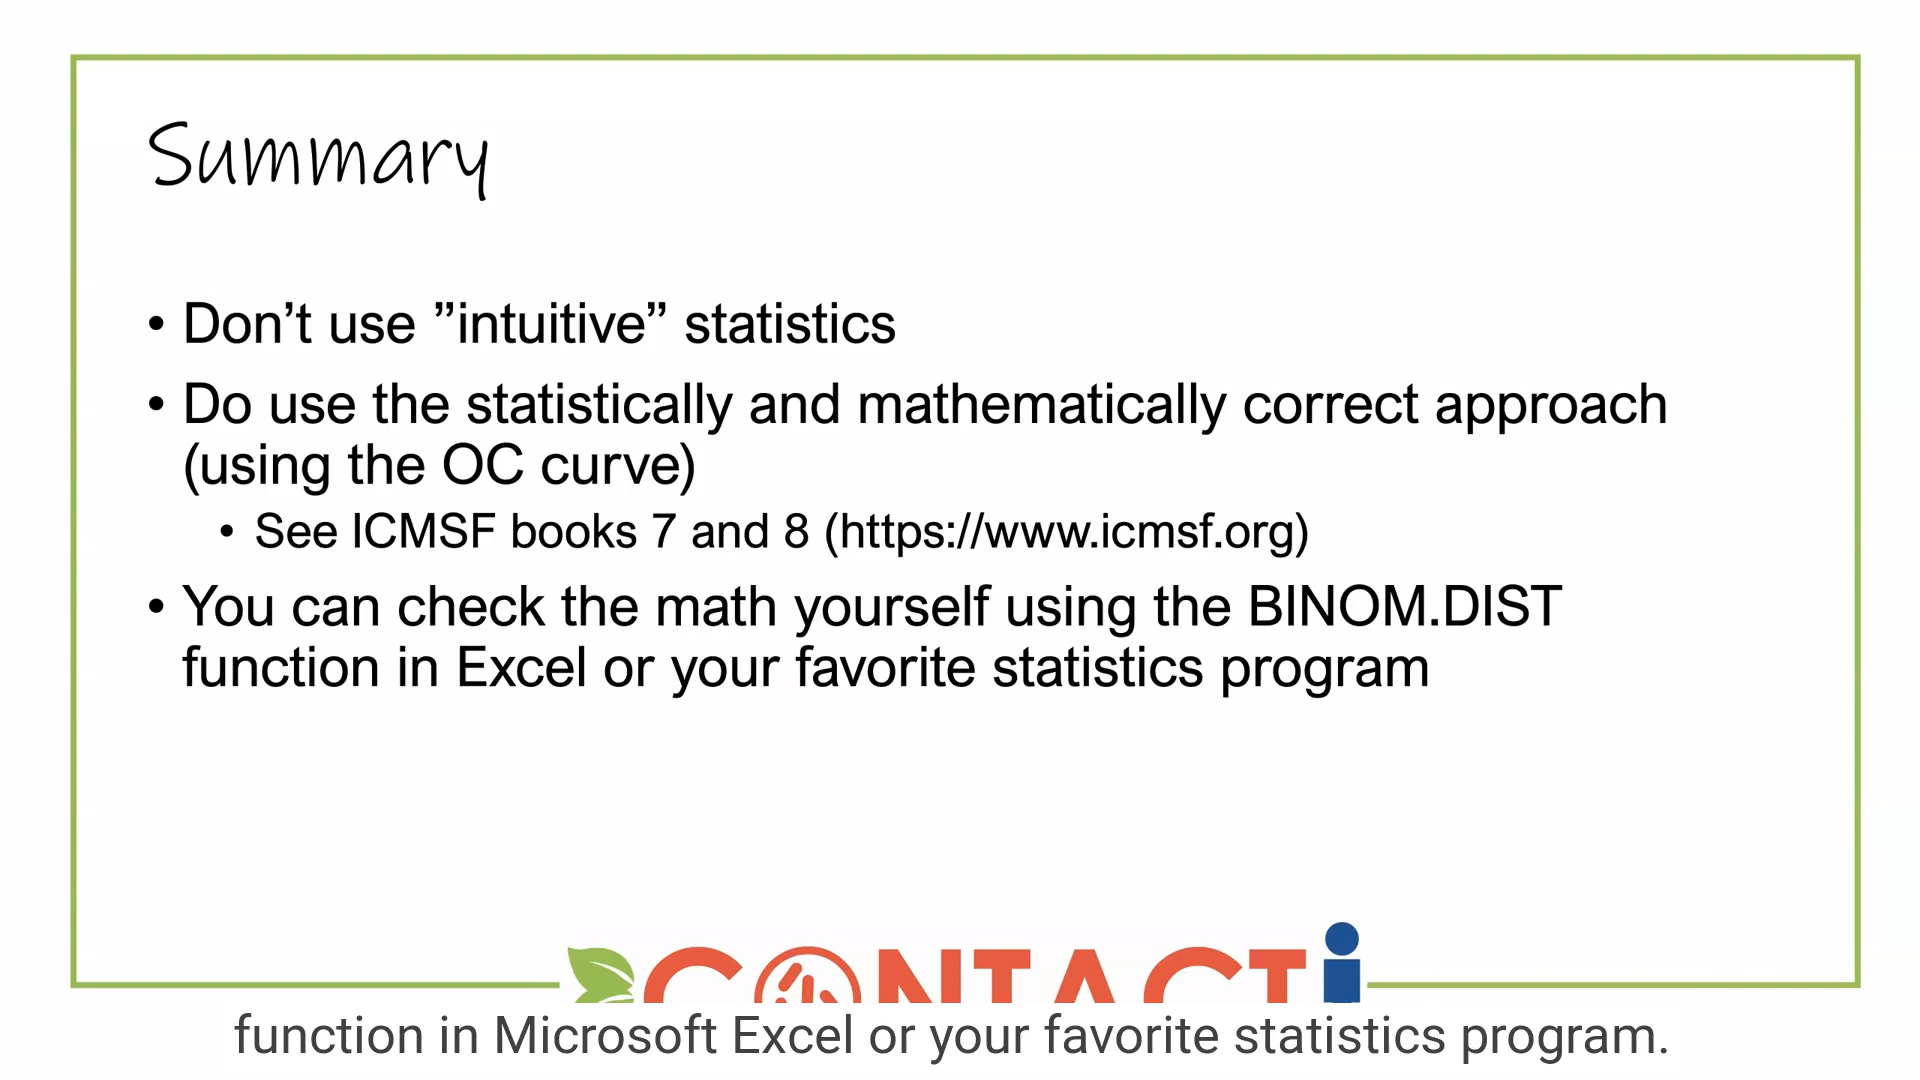 Summary
• Don’t use ”intuitive” statistics
• Do use the statistically and mathematically correct approach
(using the OC curve)
• See ICMSF books 7 and 8 (https://www.icmsf.org)
• You can check the math yourself using the BINOM.DIST
function in Excel or your favorite statistics program
CONTACTi
function in Microsoft Excel or your favorite statistics program.